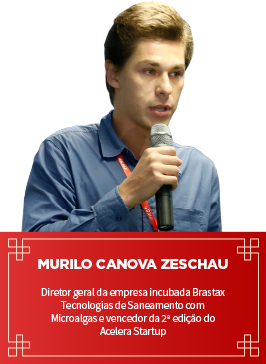 MURILO CANOVA ZESCHAU
Diretor geral da empresa incubada Brastax
Tecnologias de Saneamento com
Microalgas e vencedor da 2ª edição do
Acelera Startup